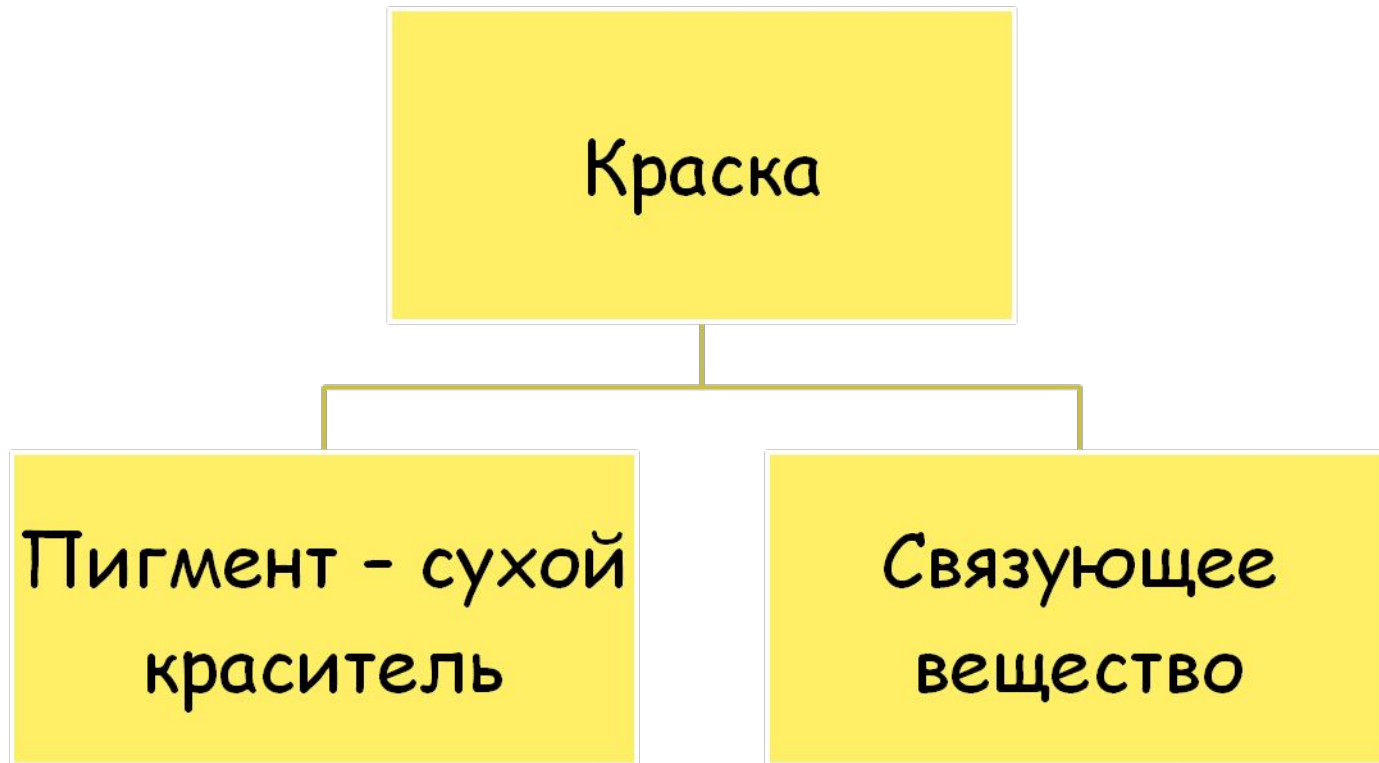 Краска
Пигмент – сухой
краситель
Связующее
вещество